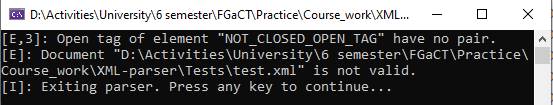 D:\Activities\University\6 semester\FGaCT\Practice\Course_work\XML-
[E,3]: Open tag of element "NOT_CLOSED_OPEN_TAG" have no pair.
[E]: Document "D:\Activities\University\6 semester\FGaCT\Practice\
Course_work\XML-parser\Tests\test.xml" is not valid.
[I]: Exiting parser. Press any key to continue...